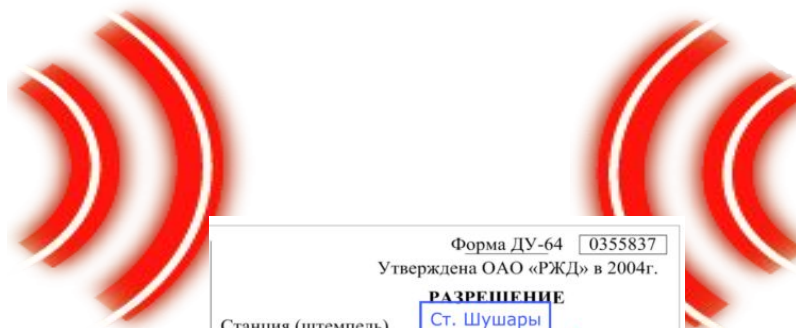 Форма ДУ-64 0355837
Утверждена ОАО «РЖД» в 2004г.
РАЗРЕШЕНИЕ
Станция (штемпель) Ст. Шушары